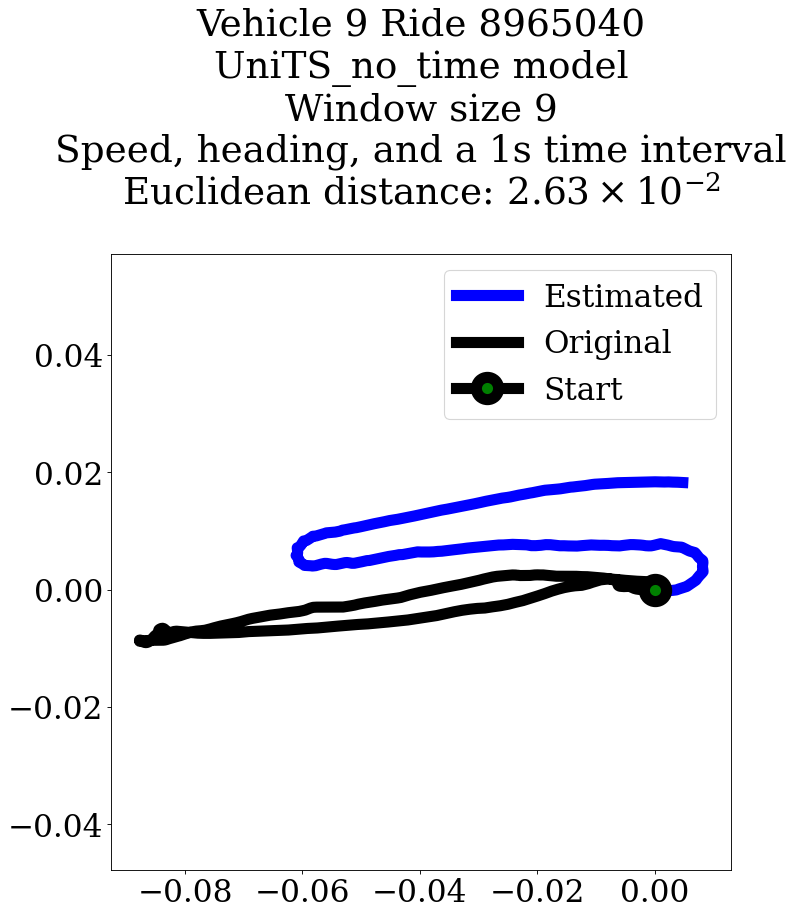 Vehicle 9 Ride 8965040
UniTS_no_time model
Window size 9
Speed, heading, and a 1s time interval
Euclidean distance: 2.63 × 10⁻²
Estimated
Original
Start
0.04
0.02
0.00
−0.02
−0.04
−0.08 −0.06 −0.04 −0.02 0.00